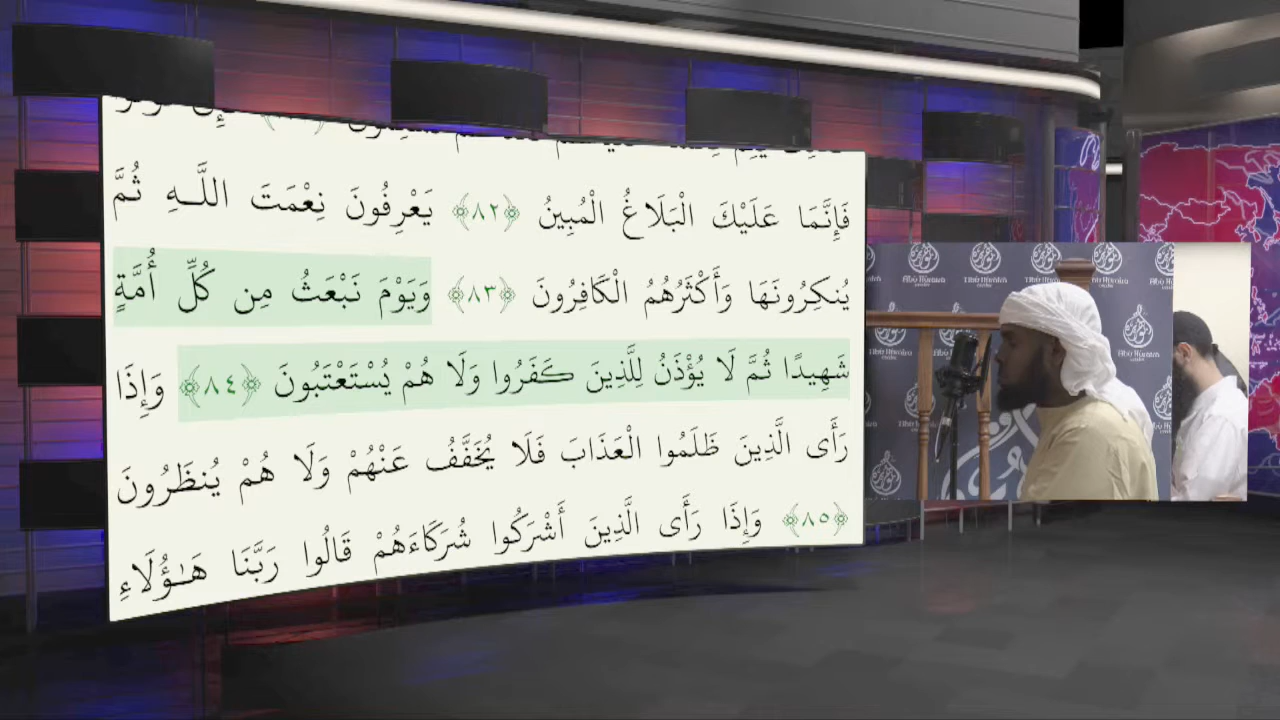 فَإِنَّمَا عَلَيْكَ الْبَلَاغُ الْمُبِينُ ﴿٨٢﴾ يَعْرِفُونَ نِعْمَتَ اللَّـهِ ثُمَّ
يُنكِرُونَهَا وَأَكْثَرُهُمُ الْكَافِرُونَ ﴿٨٣﴾ وَيَوْمَ نَبْعَثُ مِن كُلِّ أُمَّةٍ
شَهِيدًا ثُمَّ لَا يُؤْذَنُ لِلَّذِينَ كَفَرُوا وَلَا هُمْ يُسْتَعْتَبُونَ ﴿٨٤﴾ وَإِذَا
رَأَى الَّذِينَ ظَلَمُوا الْعَذَابَ فَلَا يُخَفَّفُ عَنْهُمْ وَلَا هُمْ يُنظَرُونَ
﴿٨٥﴾ وَإِذَا رَأَى الَّذِينَ أَشْرَكُوا شُرَكَاءَهُمْ قَالُوا رَبَّنَا هَـٰؤُلَاءِ